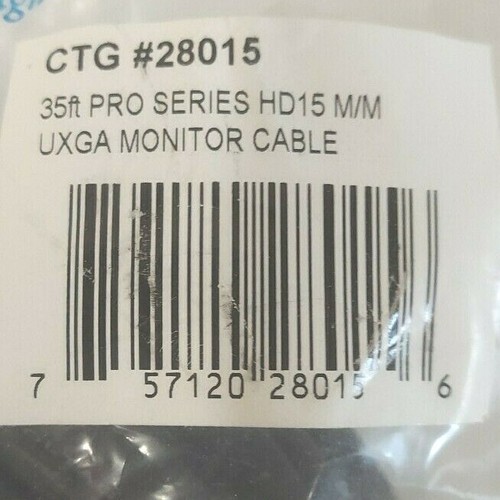 CTG #28015
35ft PRO SERIES HD15 M/M
UXGA MONITOR CABLE
7 57120 28015 6